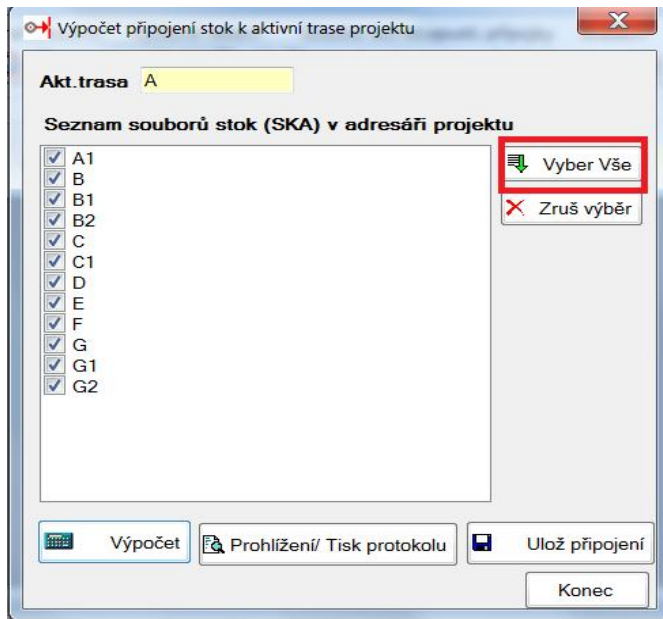 Výpočet připojení stok k aktivní trase projektu
X
Akt.trasa A
Seznam souborů stok (SKA) v adresáři projektu
A1
B
B1
B2
C
C1
D
E
F
G
G1
G2
Vyber Vše
Zruš výběr
Výpočet
Prohlížení/ Tisk protokolu
Ulož připojení
Konec